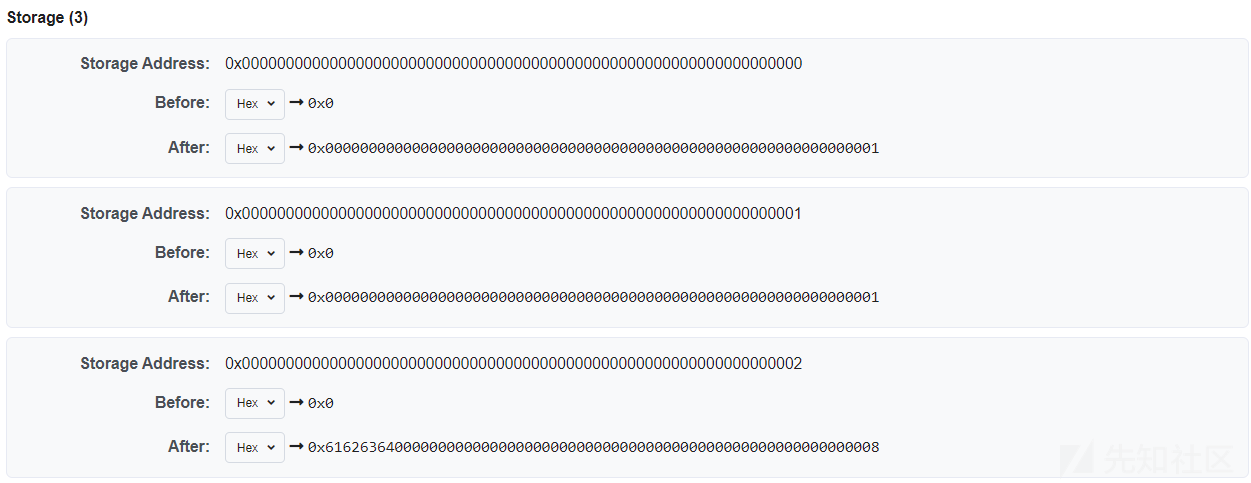 Storage (3)
Storage Address: 0x0000000000000000000000000000000000000000000000000000000000000000
Before: Hex → 0x0
After: Hex → 0x0000000000000000000000000000000000000000000000000000000000000001
Storage Address: 0x0000000000000000000000000000000000000000000000000000000000000001
Before: Hex → 0x0
After: Hex → 0x0000000000000000000000000000000000000000000000000000000000000001
Storage Address: 0x0000000000000000000000000000000000000000000000000000000000000002
Before: Hex → 0x0
After: Hex → 0x6162636400000000000000000000000000000000000000000000000000000008
先知社区